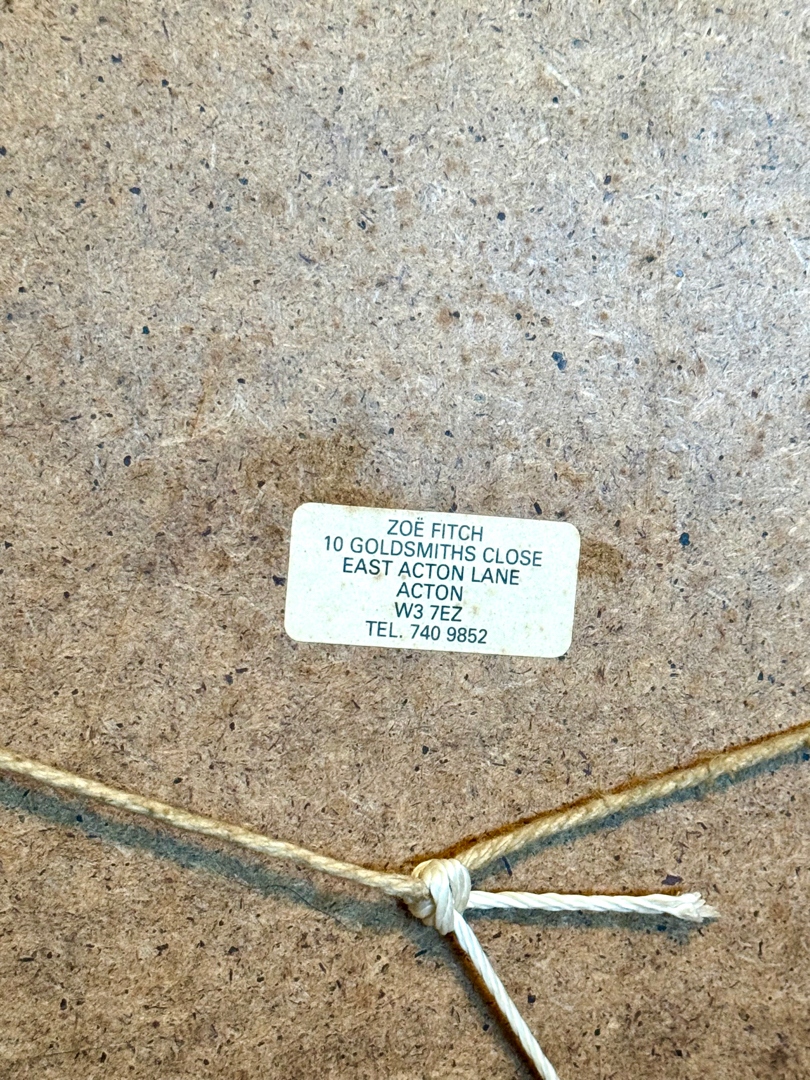 ZOË FITCH
10 GOLDSMITHS CLOSE
EAST ACTON LANE
ACTON
W3 7EZ
TEL. 740 9852